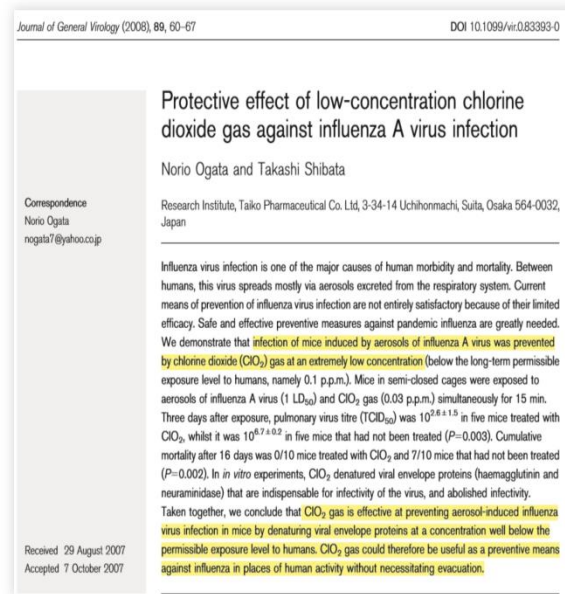 Journal of General Virology (2008), 89, 60–67
DOI 10.1099/vir.0.83393-0
Protective effect of low-concentration chlorine
dioxide gas against influenza A virus infection
Norio Ogata and Takashi Shibata
Correspondence
Norio Ogata
nogata7@yahoo.co.jp
Research Institute, Taiko Pharmaceutical Co. Ltd, 3-34-14 Uchihonmachi, Suita, Osaka 564-0032,
Japan
Influenza virus infection is one of the major causes of human morbidity and mortality. Between
humans, this virus spreads mostly via aerosols excreted from the respiratory system. Current
means of prevention of influenza virus infection are not entirely satisfactory because of their limited
efficacy. Safe and effective preventive measures against pandemic influenza are greatly needed.
We demonstrate that infection of mice induced by aerosols of influenza A virus was prevented
by chlorine dioxide (ClO₂) gas at an extremely low concentration (below the long-term permissible
exposure level to humans, namely 0.1 p.p.m.). Mice in semi-closed cages were exposed to
aerosols of influenza A virus (1 LD₅₀) and ClO₂ gas (0.03 p.p.m.) simultaneously for 15 min.
Three days after exposure, pulmonary virus titre (TCID₅₀) was 10²·⁶±¹·⁵ in five mice treated with
ClO₂, whilst it was 10⁶·⁷±⁰·² in five mice that had not been treated (P=0.003). Cumulative
mortality after 16 days was 0/10 mice treated with ClO₂ and 7/10 mice that had not been treated
(P=0.002). In in vitro experiments, ClO₂ denatured viral envelope proteins (haemagglutinin and
neuraminidase) that are indispensable for infectivity of the virus, and abolished infectivity.
Taken together, we conclude that ClO₂ gas is effective at preventing aerosol-induced influenza
virus infection in mice by denaturing viral envelope proteins at a concentration well below the
permissible exposure level to humans. ClO₂ gas could therefore be useful as a preventive means
against influenza in places of human activity without necessitating evacuation.
Received 29 August 2007
Accepted 7 October 2007